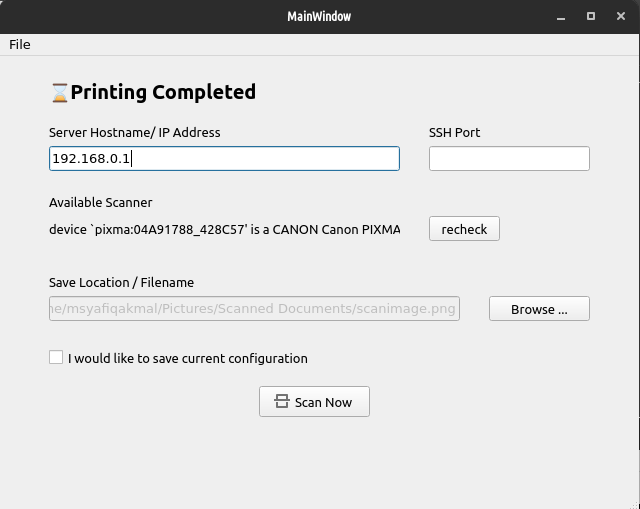 MainWindow
File
⌛Printing Completed
Server Hostname/ IP Address
SSH Port
192.168.0.1
Available Scanner
device `pixma:04A91788_428C57' is a CANON Canon PIXMA
recheck
Save Location / Filename
ne/msyafiqakmal/Pictures/Scanned Documents/scanimage.png
Browse ...
I would like to save current configuration
Scan Now